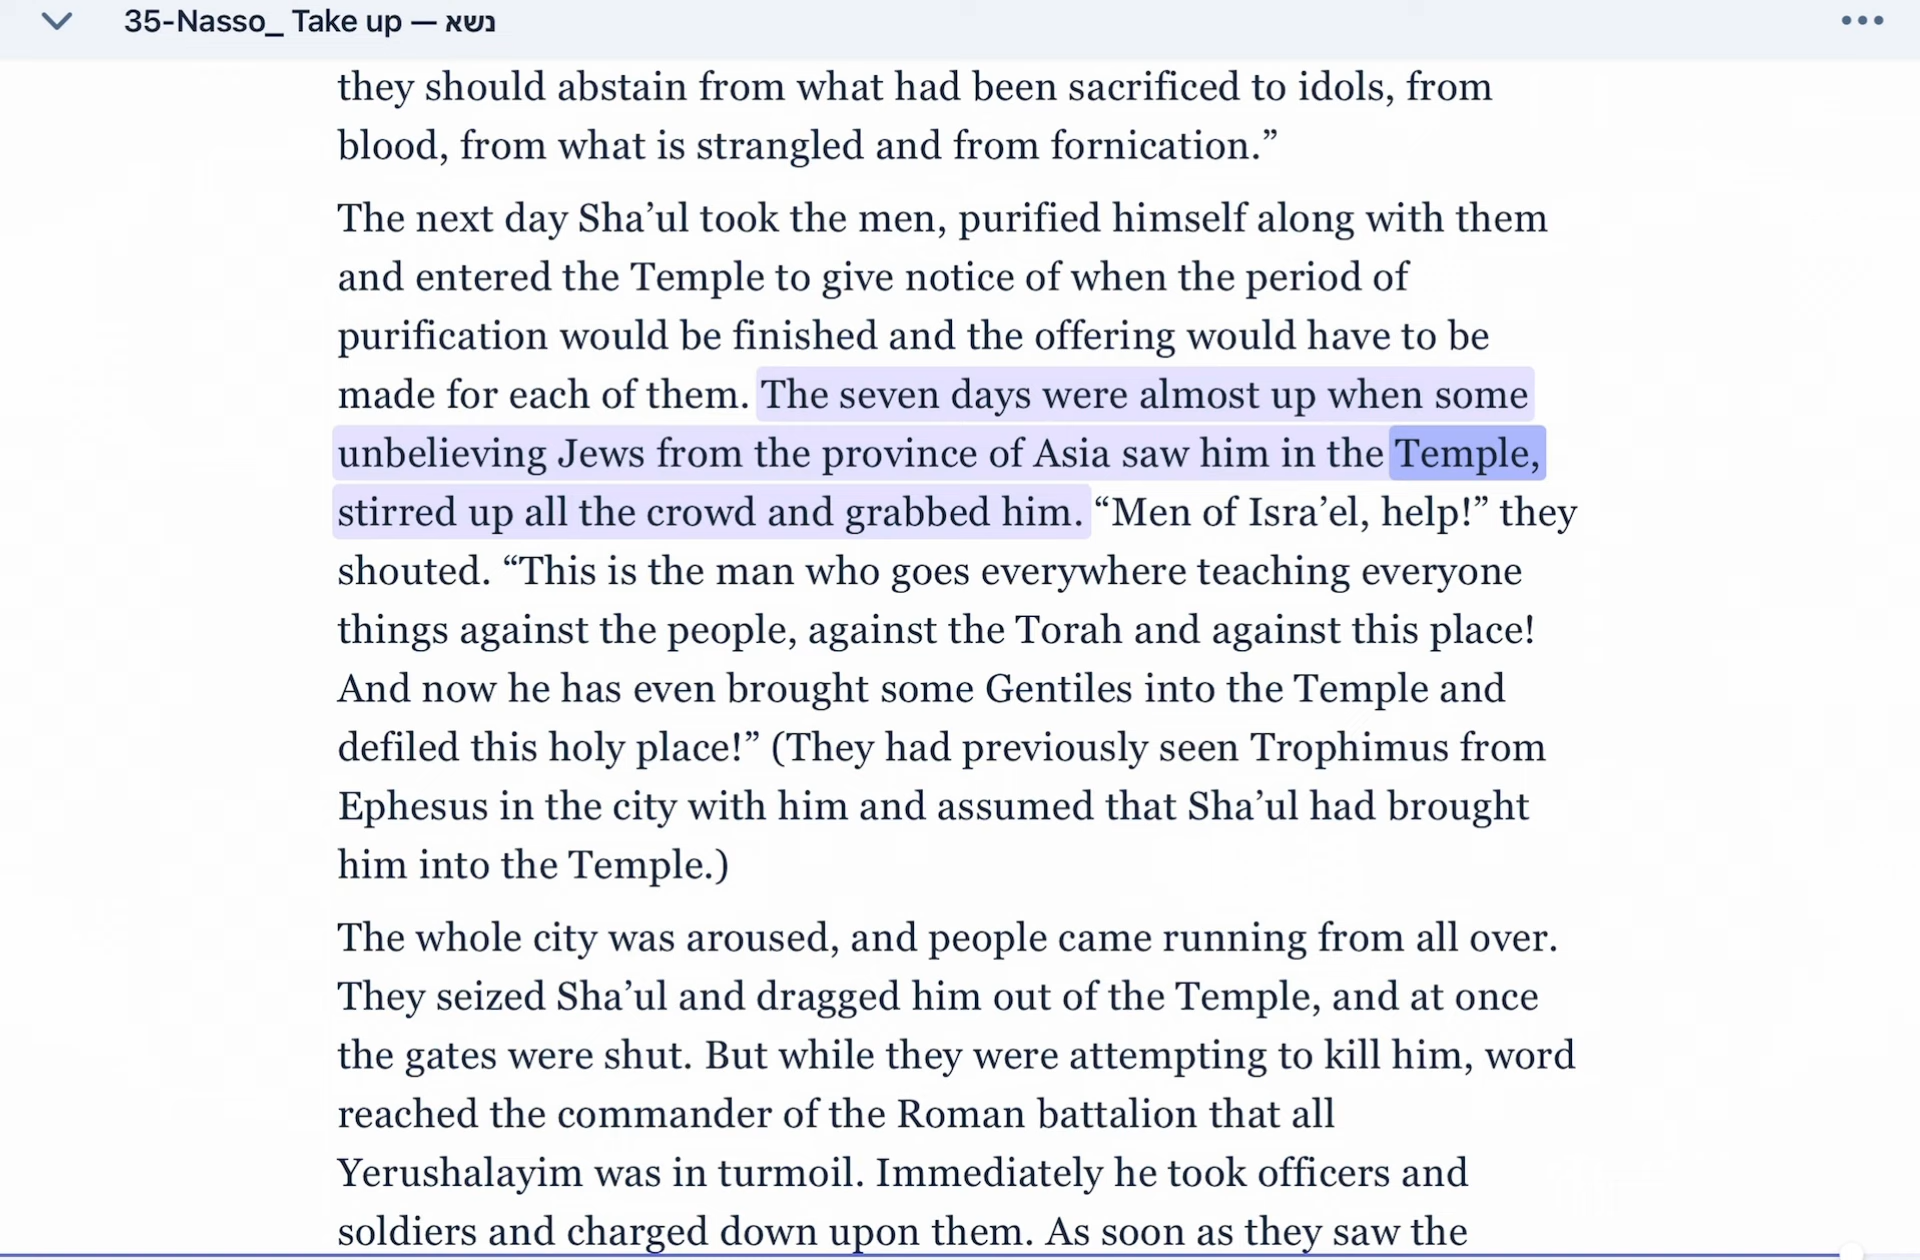 35-Nasso_ Take up — נשא
they should abstain from what had been sacrificed to idols, from
blood, from what is strangled and from fornication.”
The next day Sha’ul took the men, purified himself along with them
and entered the Temple to give notice of when the period of
purification would be finished and the offering would have to be
made for each of them. The seven days were almost up when some
unbelieving Jews from the province of Asia saw him in the Temple,
stirred up all the crowd and grabbed him. “Men of Isra’el, help!” they
shouted. “This is the man who goes everywhere teaching everyone
things against the people, against the Torah and against this place!
And now he has even brought some Gentiles into the Temple and
defiled this holy place!” (They had previously seen Trophimus from
Ephesus in the city with him and assumed that Sha’ul had brought
him into the Temple.)
The whole city was aroused, and people came running from all over.
They seized Sha’ul and dragged him out of the Temple, and at once
the gates were shut. But while they were attempting to kill him, word
reached the commander of the Roman battalion that all
Yerushalayim was in turmoil. Immediately he took officers and
soldiers and charged down upon them. As soon as they saw the